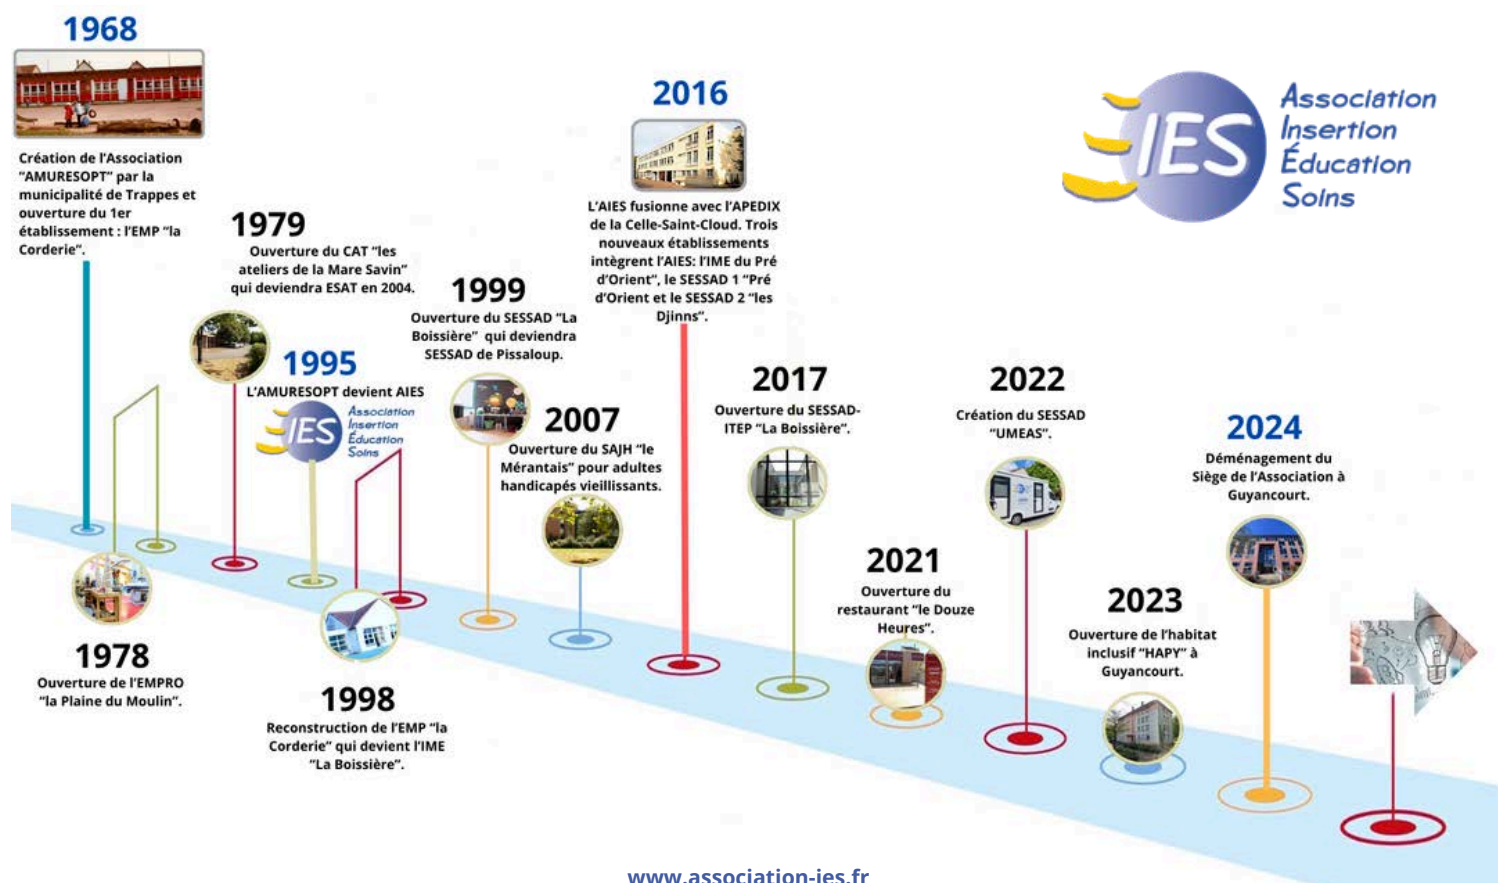 1968
Création de l'Association
"AMURESOPT" par la
municipalité de Trappes et
ouverture du 1er
établissement : l'EMP "la
Corderie".
1978
Ouverture de l'EMPRO
"la Plaine du Moulin".
1979
Ouverture du CAT "les
ateliers de la Mare Savin"
qui deviendra ESAT en 2004.
1995
L'AMURESOPT devient AIES
IES
Association
Insertion
Éducation
Soins
1998
Reconstruction de l'EMP "la
Corderie" qui devient l'IME
"La Boissière".
1999
Ouverture du SESSAD "La
Boissière" qui deviendra
SESSAD de Pissaloup.
2007
Ouverture du SAJH "le
Mérantais" pour adultes
handicapés vieillissants.
2016
L'AIES fusionne avec l'APEDIX
de la Celle-Saint-Cloud. Trois
nouveaux établissements
intègrent l'AIES: l'IME du Pré
d'Orient", le SESSAD 1 "Pré
d'Orient et le SESSAD 2 "les
Djinns".
2017
Ouverture du SESSAD-
ITEP "La Boissière".
2021
Ouverture du
restaurant "le Douze
Heures".
2022
Création du SESSAD
"UMEAS".
2023
Ouverture de l'habitat
inclusif "HAPY" à
Guyancourt.
2024
Déménagement du
Siège de l'Association à
Guyancourt.
IES
Association
Insertion
Éducation
Soins
www.association-ies.fr